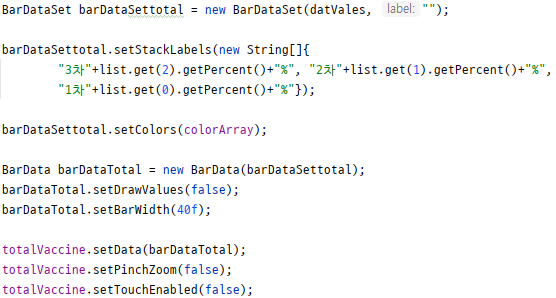 BarDataSet barDataSettotal = new BarDataSet(datVales, label: "");
barDataSettotal.setStackLabels(new String[]{
"3차"+list.get(2).getPercent()+"%", "2차"+list.get(1).getPercent()+"%",
"1차"+list.get(0).getPercent()+"%"});
barDataSettotal.setColors(colorArray);
BarData barDataTotal = new BarData(barDataSettotal);
barDataTotal.setDrawValues(false);
barDataTotal.setBarWidth(40f);
totalVaccine.setData(barDataTotal);
totalVaccine.setPinchZoom(false);
totalVaccine.setTouchEnabled(false);